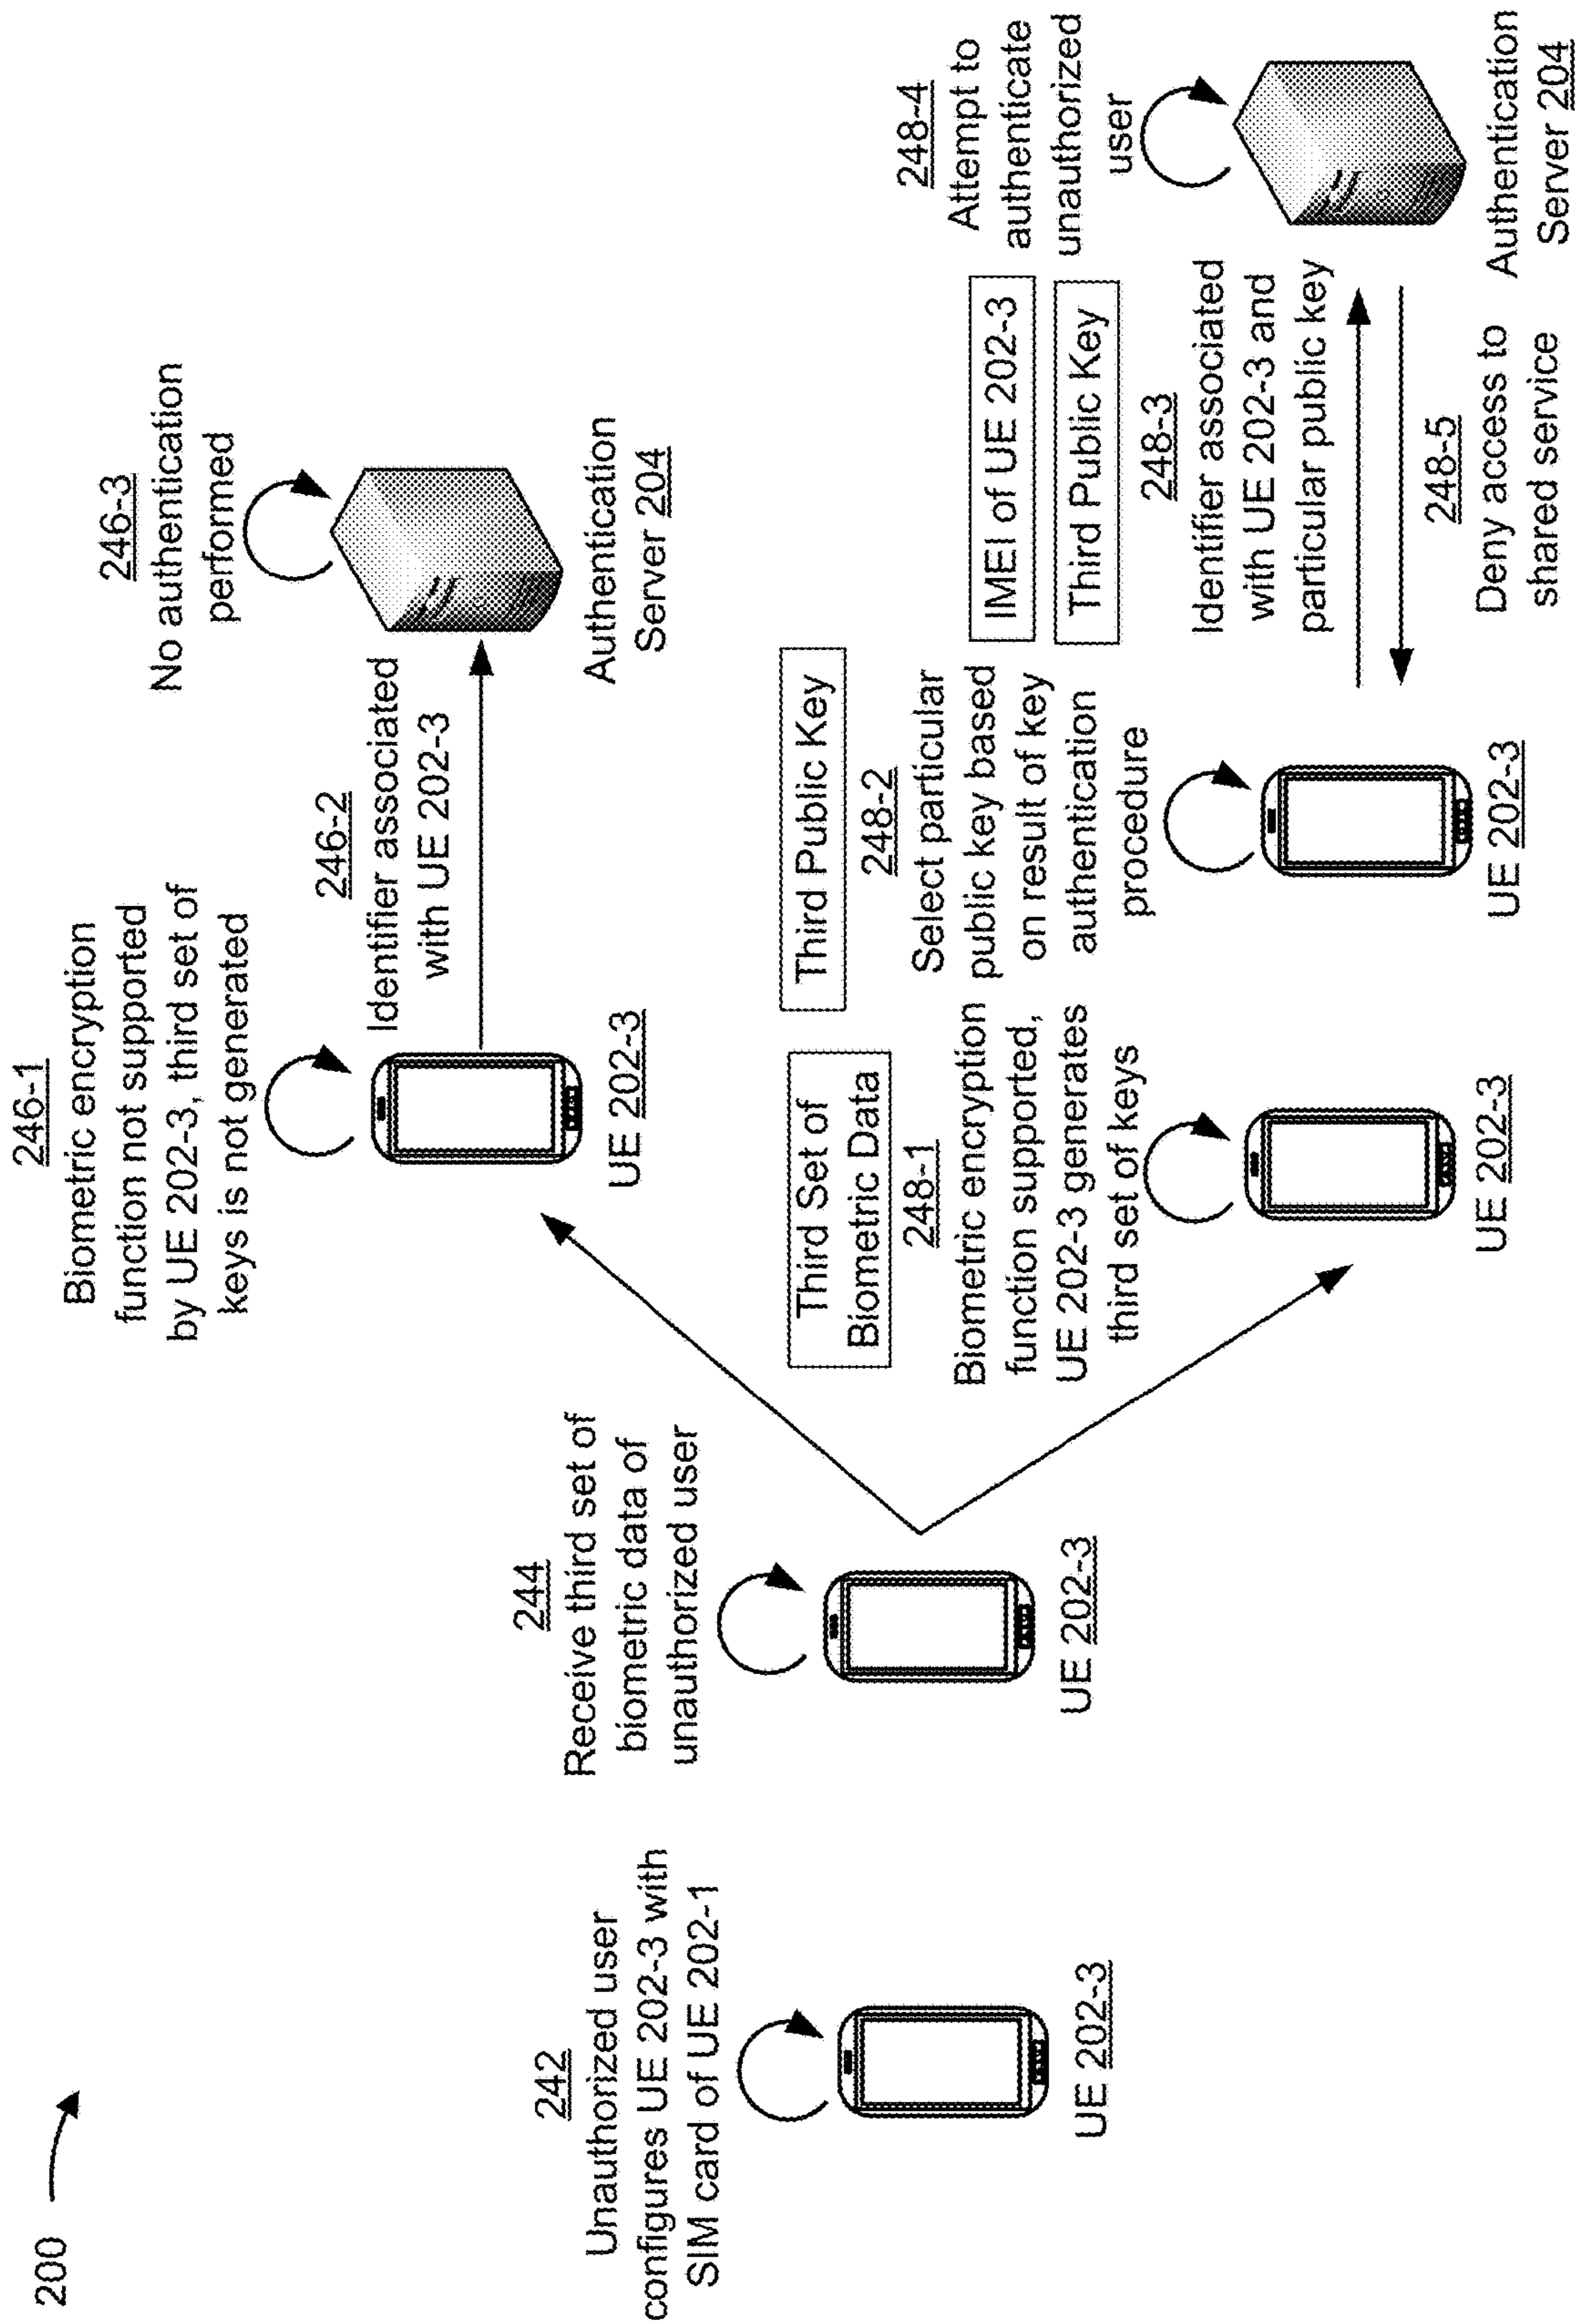 200
242
Unauthorized user
configures UE 202-3 with
SIM card of UE 202-1
UE 202-3
244
Receive third set of
biometric data of
unauthorized user
UE 202-3
246-1
Biometric encryption
function not supported
by UE 202-3, third set of
keys is not generated
UE 202-3
246-2
Identifier associated
with UE 202-3
246-3
No authentication
performed
Authentication
Server 204
Third Set of
Biometric Data
248-1
Biometric encryption
function supported,
UE 202-3 generates
third set of keys
UE 202-3
Third Public Key
248-2
Select particular
public key based
on result of key
authentication
procedure
UE 202-3
IMEI of UE 202-3
Third Public Key
248-3
Identifier associated
with UE 202-3 and
particular public key
248-5
Deny access to
shared service
248-4
Attempt to
authenticate
unauthorized
user
Authentication
Server 204